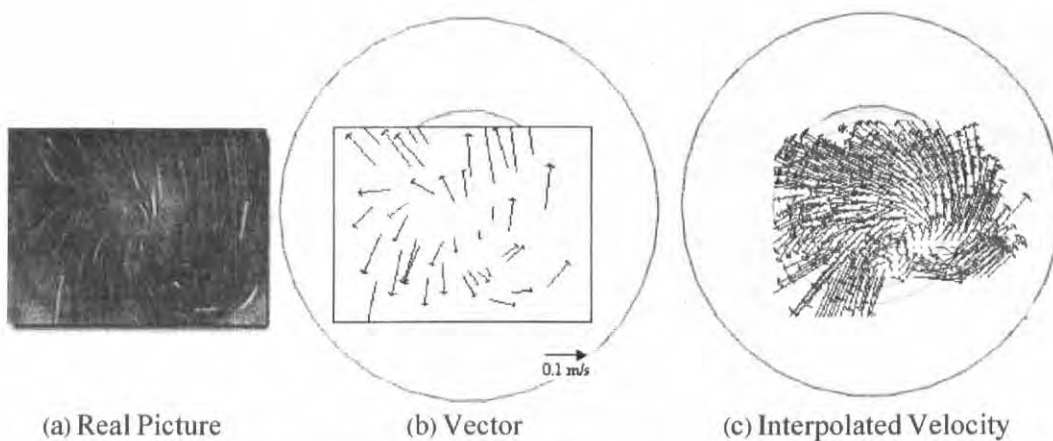 0.1 m/s
(a) Real Picture
(b) Vector
(c) Interpolated Velocity